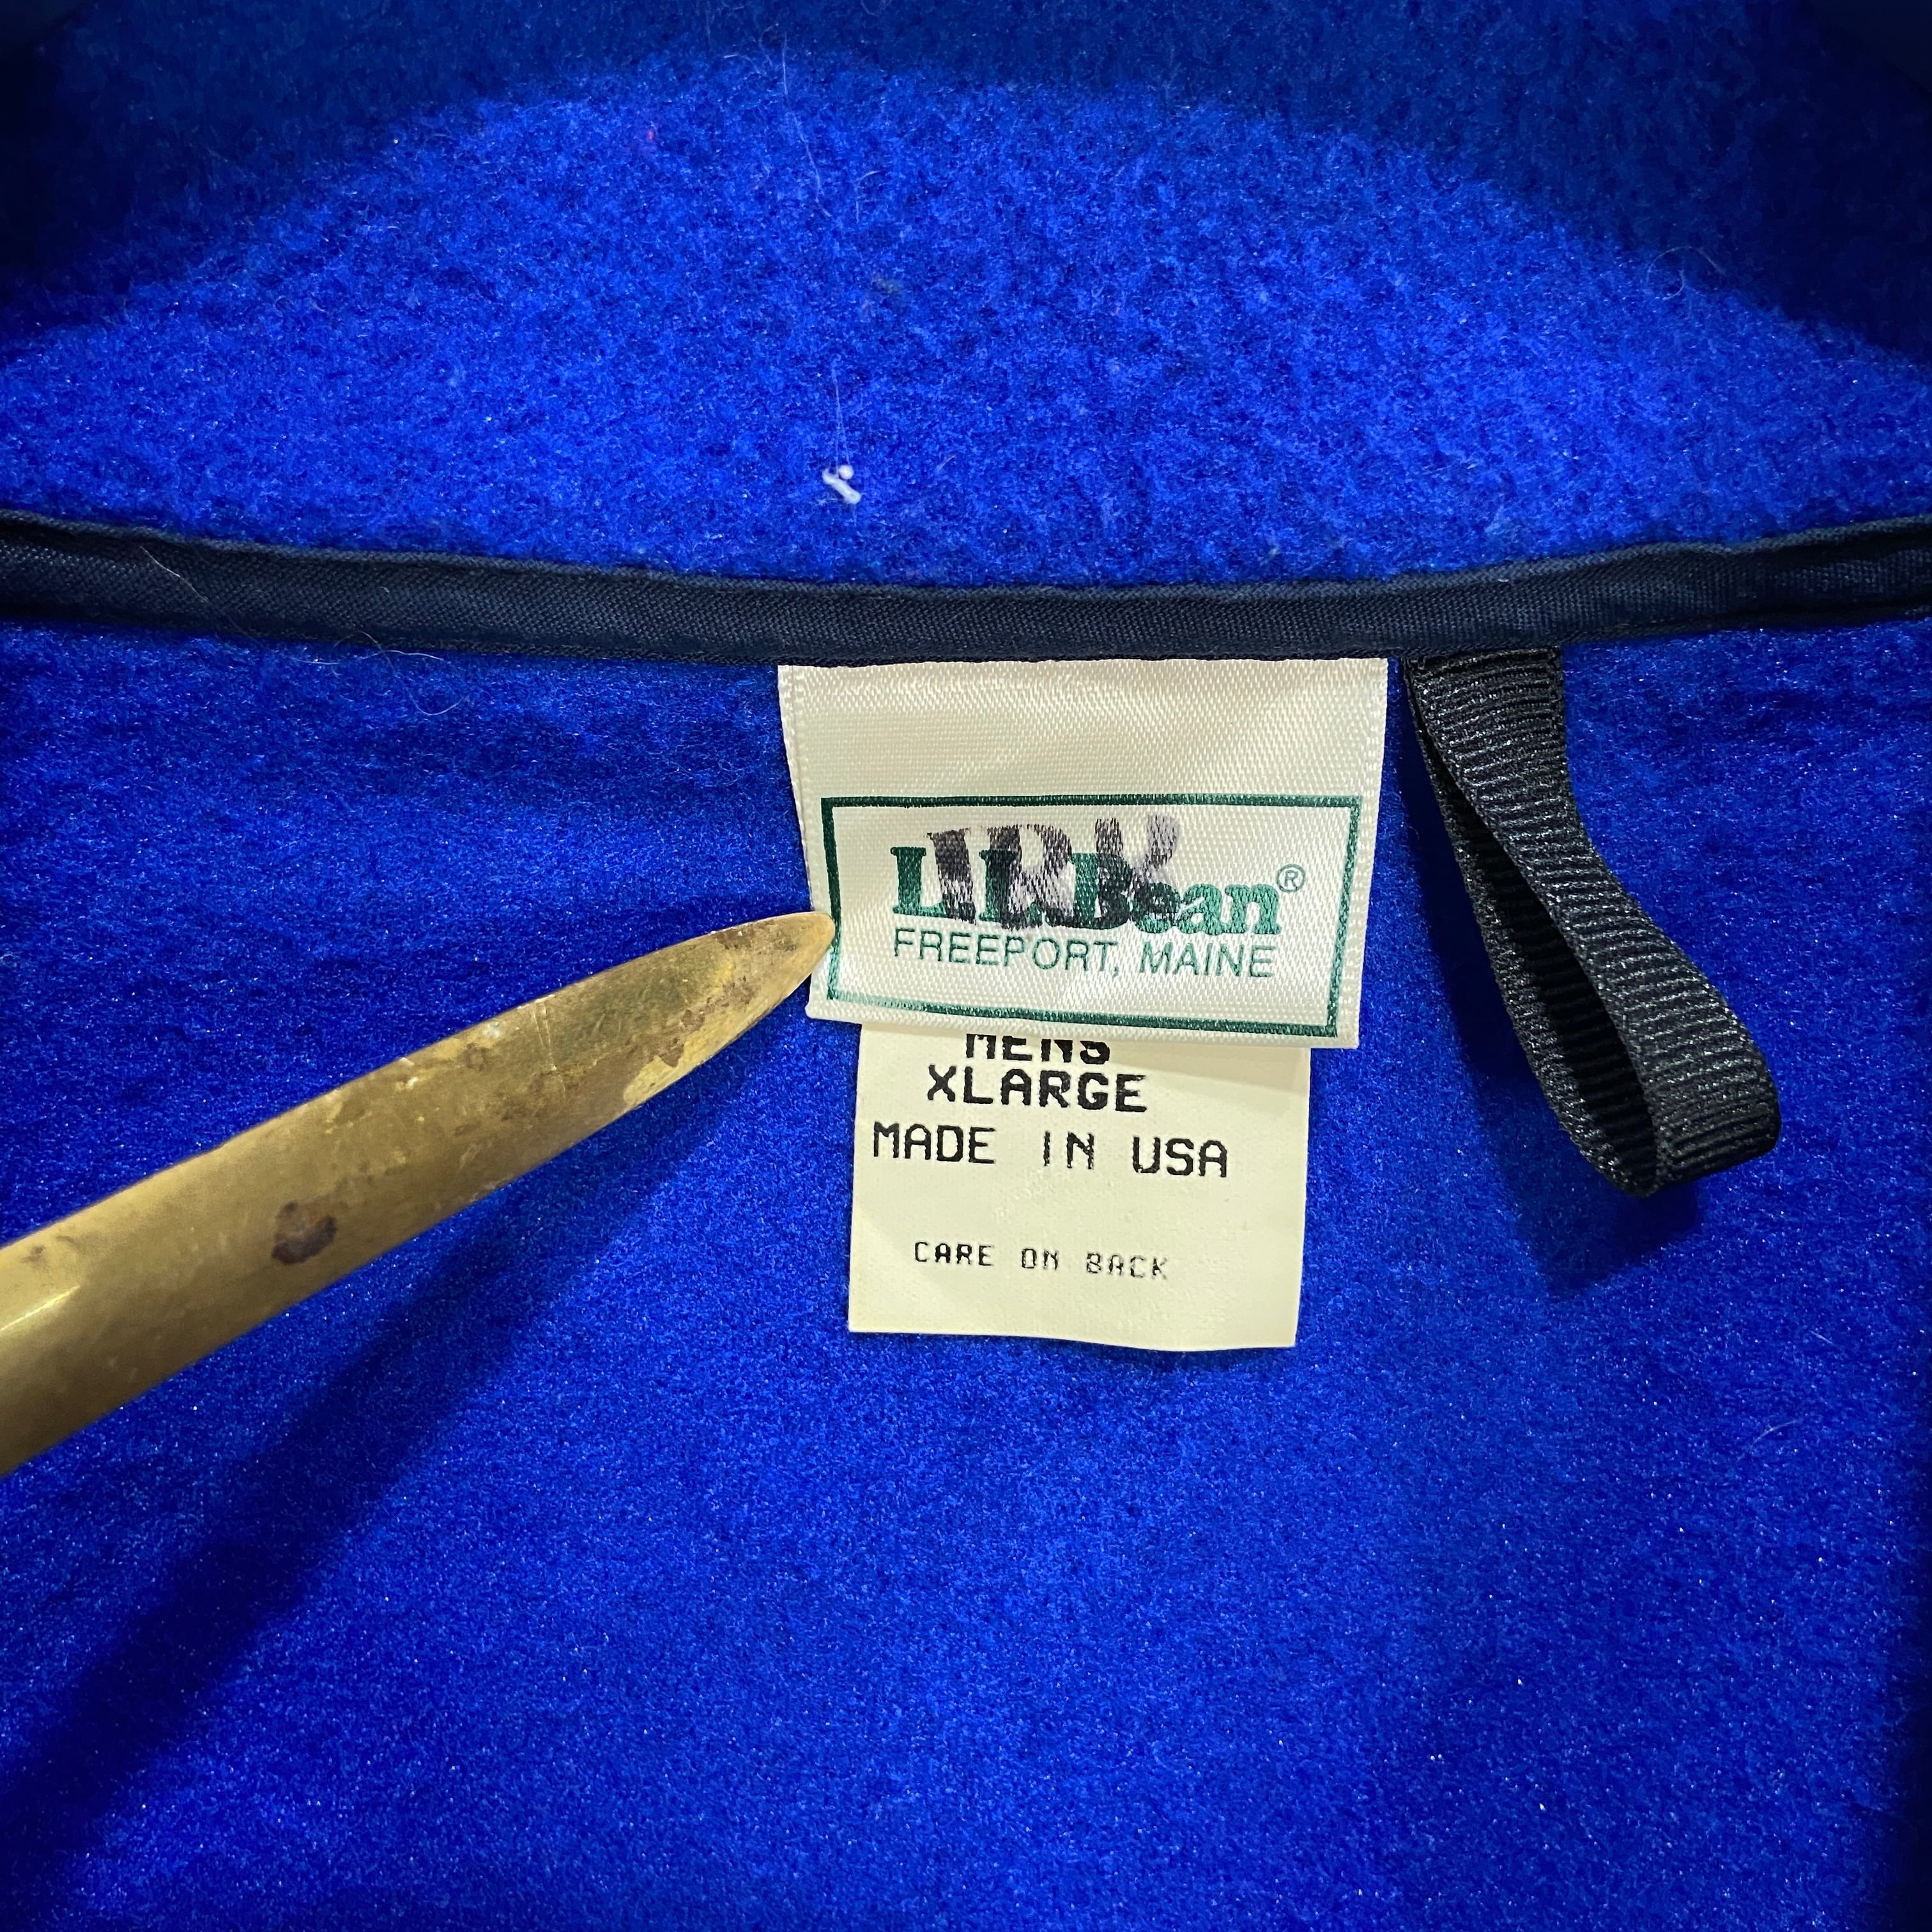 L.L.Bean®
FREEPORT, MAINE
MENS
XLARGE
MADE IN USA
CARE ON BACK